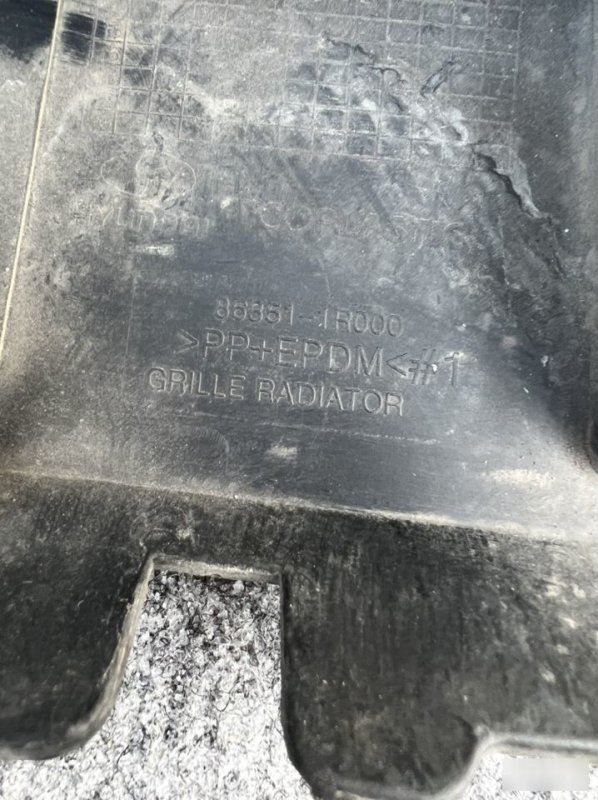 86351-1R000
>PP+EPDM<#1
GRILLE RADIATOR